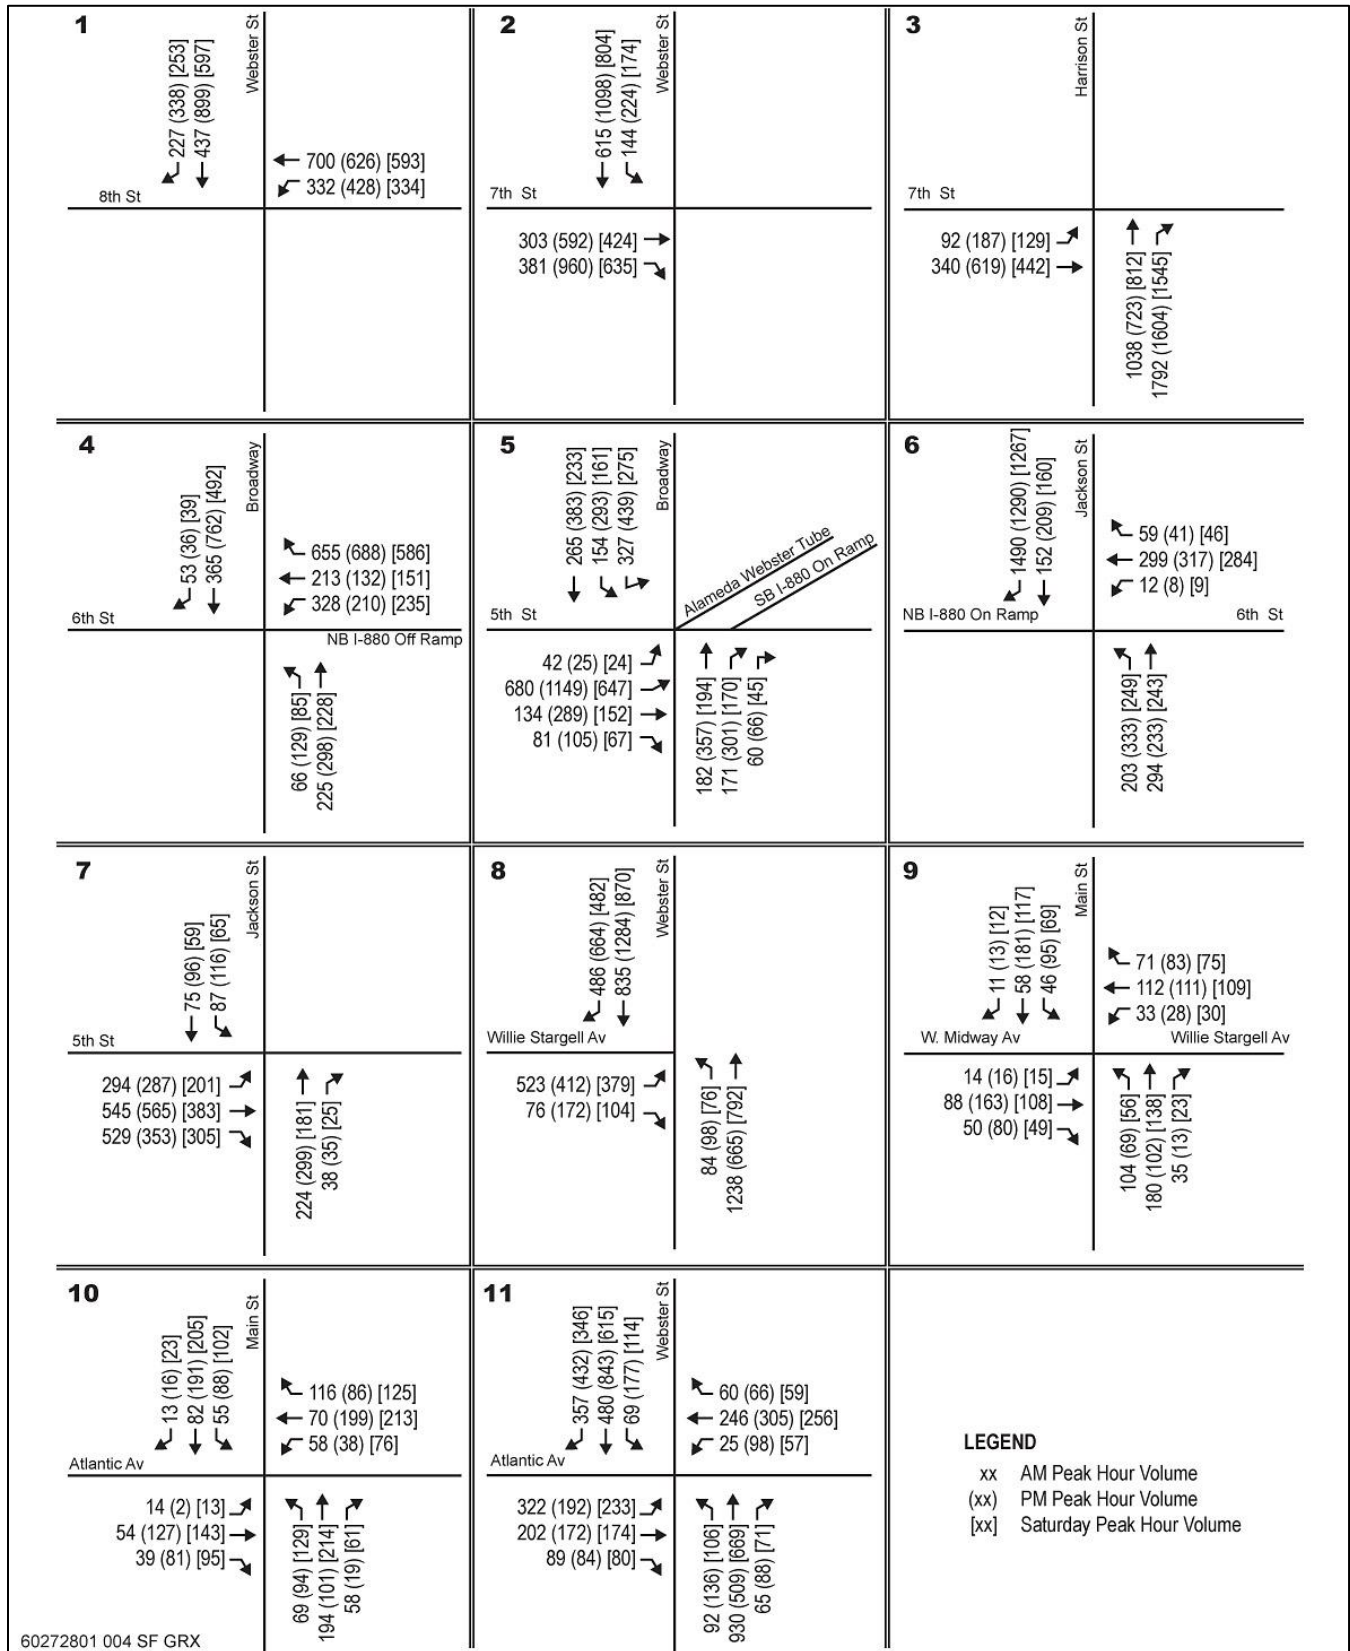 1
Webster St
227 (338) [253]
437 (899) [597]
700 (626) [593]
332 (428) [334]
8th St
2
Webster St
615 (1098) [804]
144 (224) [174]
7th St
303 (592) [424]
381 (960) [635]
3
Harrison St
7th St
92 (187) [129]
340 (619) [442]
1038 (723) [812]
1792 (1604) [1545]
4
Broadway
53 (36) [39]
365 (762) [492]
655 (688) [586]
213 (132) [151]
328 (210) [235]
6th St
NB I-880 Off Ramp
66 (129) [85]
225 (298) [228]
5
Broadway
265 (383) [233]
154 (293) [161]
327 (439) [275]
Alameda Webster Tube
SB I-880 On Ramp
5th St
42 (25) [24]
680 (1149) [647]
134 (289) [152]
81 (105) [67]
182 (357) [194]
171 (301) [170]
60 (66) [45]
6
Jackson St
1490 (1290) [1267]
152 (209) [160]
59 (41) [46]
299 (317) [284]
12 (8) [9]
NB I-880 On Ramp
6th St
203 (333) [249]
294 (233) [243]
7
Jackson St
75 (96) [59]
87 (116) [65]
5th St
294 (287) [201]
545 (565) [383]
529 (353) [305]
224 (299) [181]
38 (35) [25]
8
Webster St
486 (664) [482]
835 (1284) [870]
Willie Stargell Av
523 (412) [379]
76 (172) [104]
84 (98) [76]
1238 (665) [792]
9
Main St
11 (13) [12]
58 (181) [117]
46 (95) [69]
71 (83) [75]
112 (111) [109]
33 (28) [30]
W. Midway Av
Willie Stargell Av
14 (16) [15]
88 (163) [108]
50 (80) [49]
104 (69) [56]
180 (102) [138]
35 (13) [23]
10
Main St
13 (16) [23]
82 (191) [205]
55 (88) [102]
116 (86) [125]
70 (199) [213]
58 (38) [76]
Atlantic Av
14 (2) [13]
54 (127) [143]
39 (81) [95]
69 (94) [129]
194 (101) [214]
58 (19) [61]
11
Webster St
357 (432) [346]
480 (843) [615]
69 (177) [114]
60 (66) [59]
246 (305) [256]
25 (98) [57]
Atlantic Av
322 (192) [233]
202 (172) [174]
89 (84) [80]
92 (136) [106]
930 (509) [669]
65 (88) [71]
LEGEND
xx AM Peak Hour Volume
(xx) PM Peak Hour Volume
[xx] Saturday Peak Hour Volume
60272801 004 SF GRX